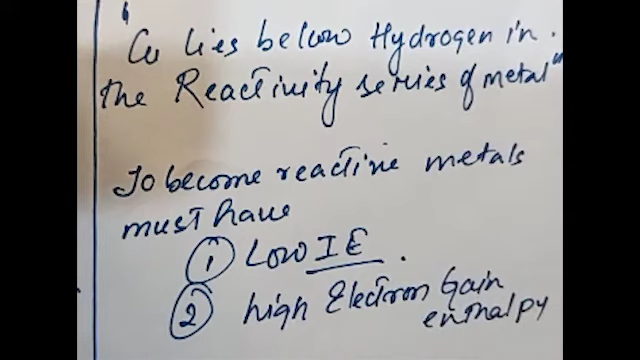 "Cu lies below Hydrogen in.
the Reactivity series of metal"
To become reactive metals
must have
① Low IE.
② high Electron Gain
enthalpy